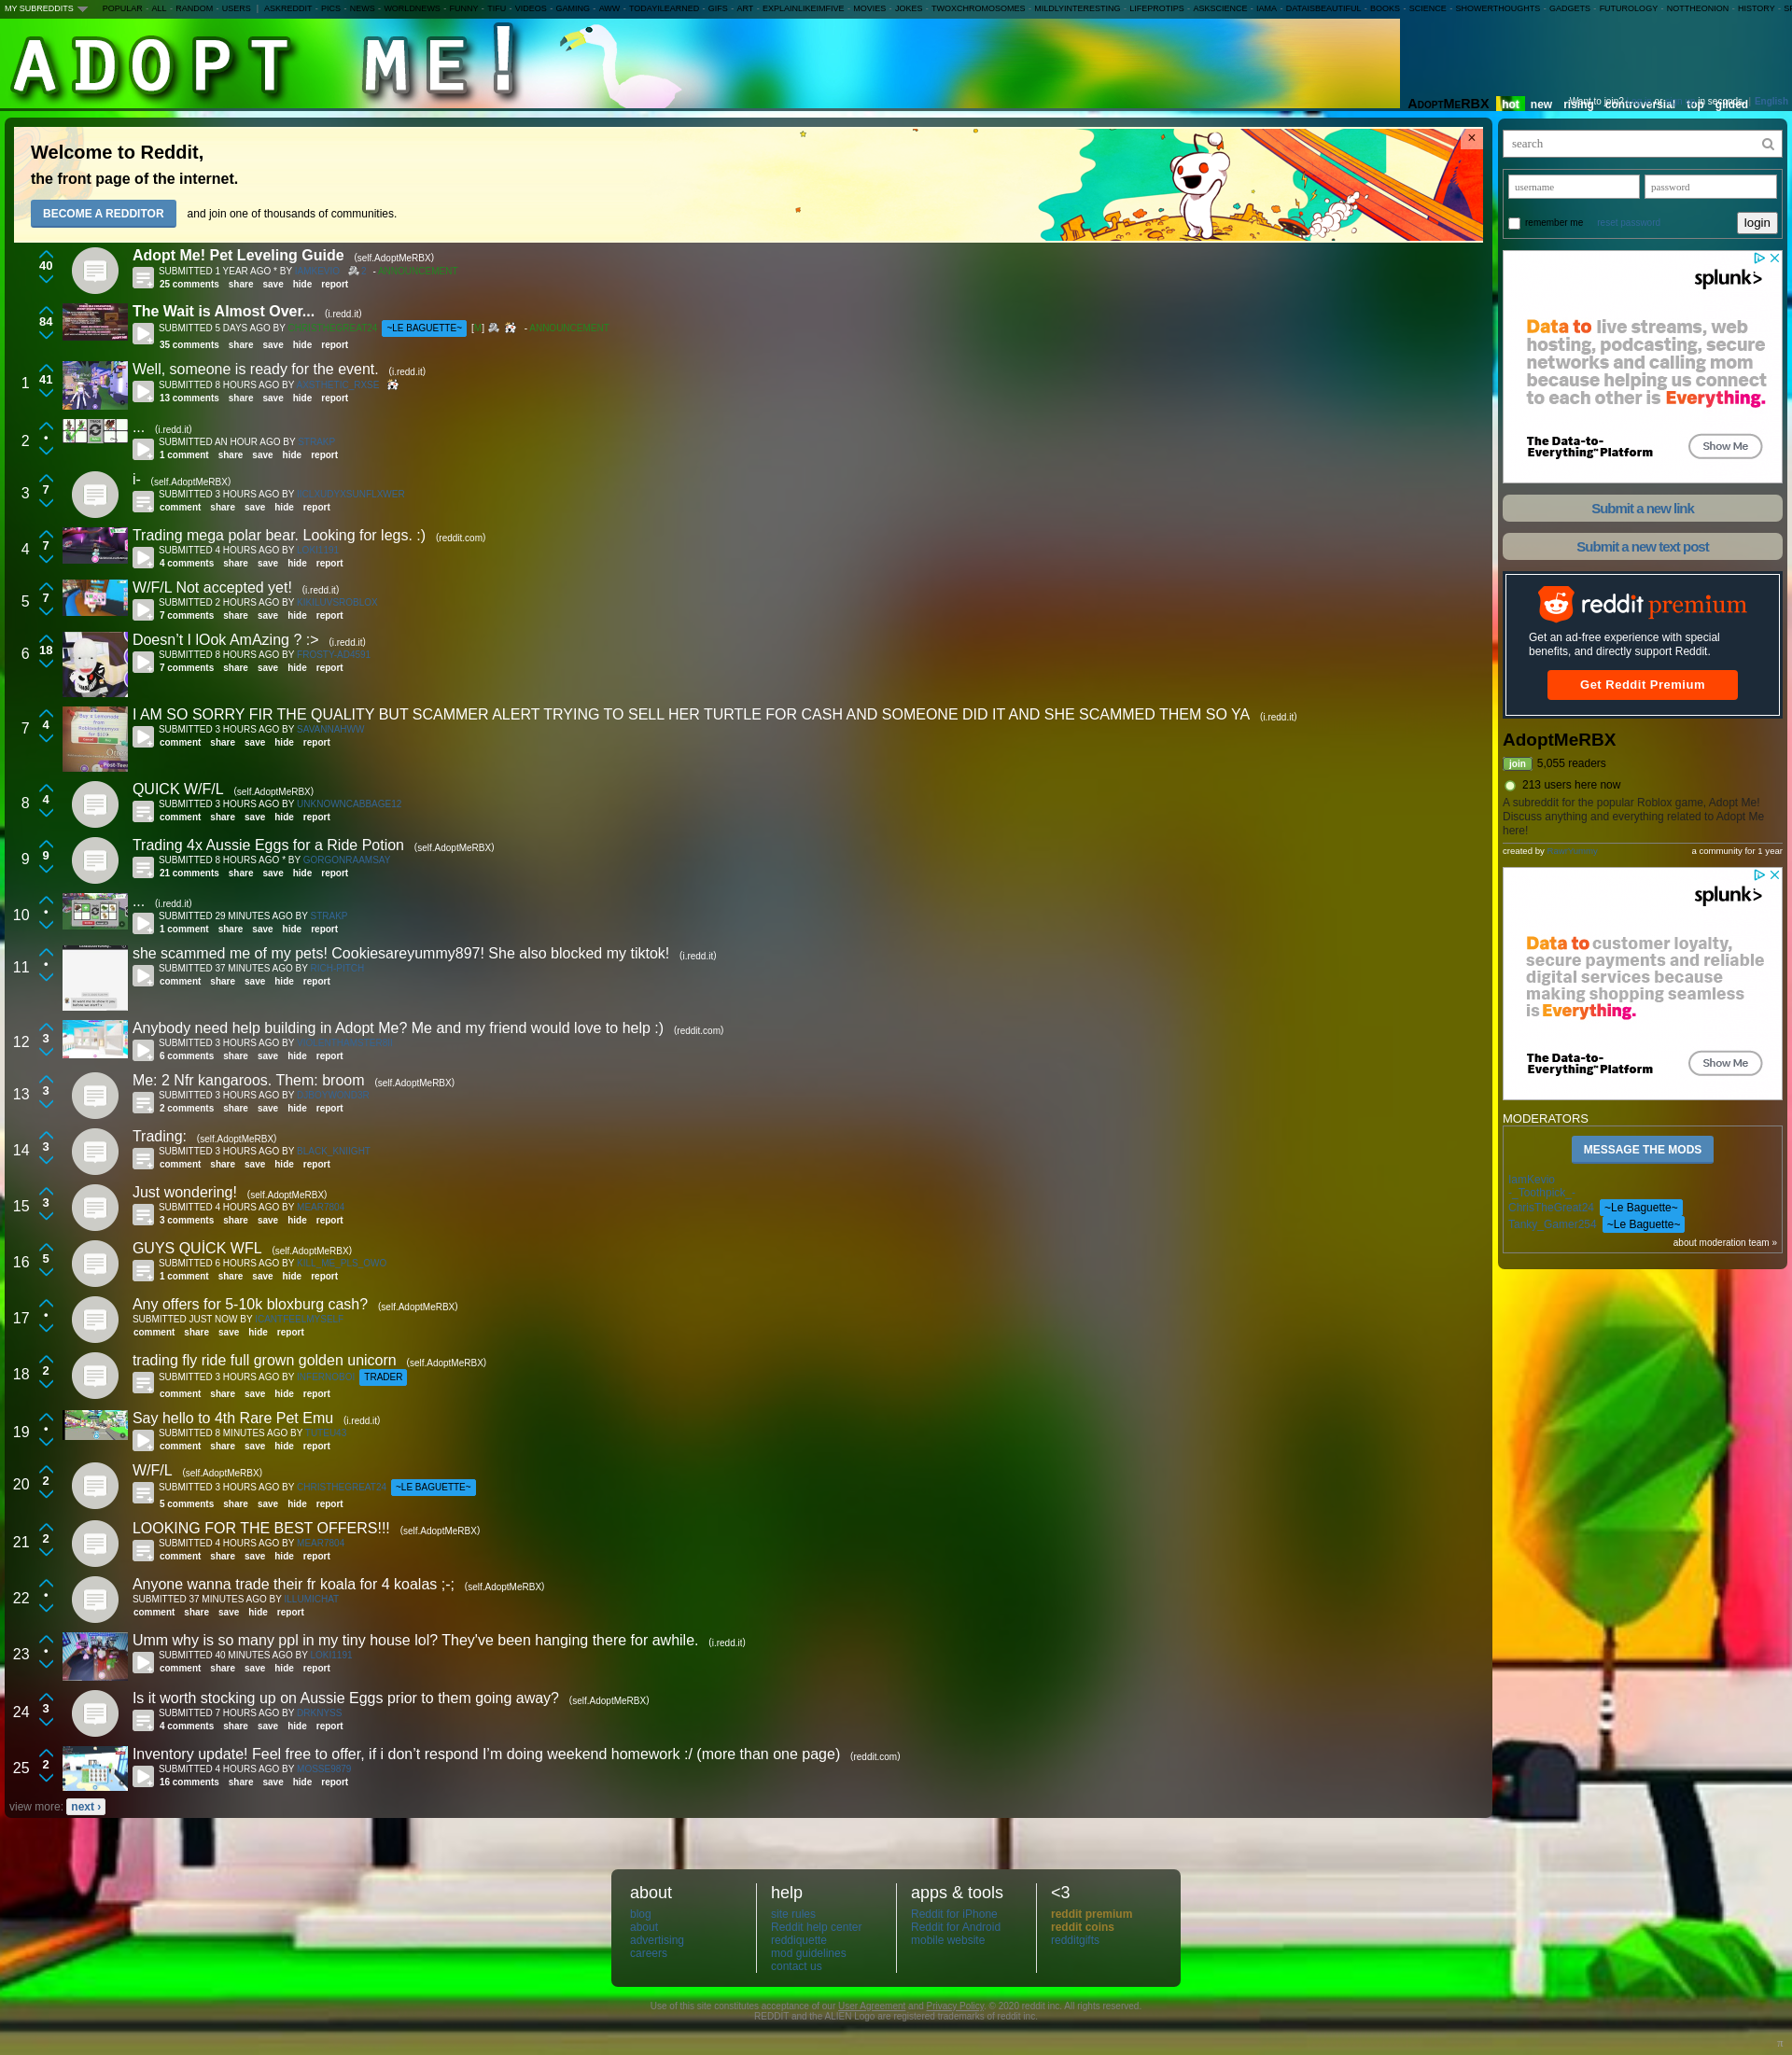 MY SUBREDDITS POPULAR - ALL - RANDOM - USERS | ASKREDDIT - PICS - NEWS - WORLDNEWS - FUNNY - TIFU - VIDEOS - GAMING - AWW - TODAYILEARNED - GIFS - ART - EXPLAINLIKEIMFIVE - MOVIES - JOKES - TWOXCHROMOSOMES - MILDLYINTERESTING - LIFEPROTIPS - ASKSCIENCE - IAMA - DATAISBEAUTIFUL - BOOKS - SCIENCE - SHOWERTHOUGHTS - GADGETS - FUTUROLOGY - NOTTHEONION - HISTORY
ADOPT ME!
ADOPTMERBX hot new rising controversial top gilded
Want to join? or in seconds. | English
Welcome to Reddit,
the front page of the internet.
BECOME A REDDITOR and join one of thousands of communities.
40 Adopt Me! Pet Leveling Guide (self.AdoptMeRBX)
SUBMITTED 1 YEAR AGO * BY - ANNOUNCEMENT
25 comments share save hide report
84 The Wait is Almost Over... (i.redd.it)
SUBMITTED 5 DAYS AGO BY CHRISTHEGREAT24 ~LE BAGUETTE~ [M] - ANNOUNCEMENT
35 comments share save hide report
1 41 Well, someone is ready for the event. (i.redd.it)
SUBMITTED 8 HOURS AGO BY
13 comments share save hide report
2 • ... (i.redd.it)
SUBMITTED AN HOUR AGO BY STRAKP
1 comment share save hide report
3 7 i- (self.AdoptMeRBX)
SUBMITTED 3 HOURS AGO BY
comment share save hide report
4 7 Trading mega polar bear. Looking for legs. :) (reddit.com)
SUBMITTED 4 HOURS AGO BY
4 comments share save hide report
5 7 W/F/L Not accepted yet! (i.redd.it)
SUBMITTED 2 HOURS AGO BY
7 comments share save hide report
6 18 Doesn't I lOok AmAzing ? :> (i.redd.it)
SUBMITTED 8 HOURS AGO BY
7 comments share save hide report
7 4 I AM SO SORRY FIR THE QUALITY BUT SCAMMER ALERT TRYING TO SELL HER TURTLE FOR CASH AND SOMEONE DID IT AND SHE SCAMMED THEM SO YA (i.redd.it)
SUBMITTED 3 HOURS AGO BY SAVANNAHWW
comment share save hide report
8 4 QUICK W/F/L (self.AdoptMeRBX)
SUBMITTED 3 HOURS AGO BY UNKNOWNCABBAGE12
comment share save hide report
9 9 Trading 4x Aussie Eggs for a Ride Potion (self.AdoptMeRBX)
SUBMITTED 8 HOURS AGO * BY GORGONRAAMSAY
21 comments share save hide report
10 • ... (i.redd.it)
SUBMITTED 29 MINUTES AGO BY STRAKP
1 comment share save hide report
11 • she scammed me of my pets! Cookiesareyummy897! She also blocked my tiktok! (i.redd.it)
SUBMITTED 37 MINUTES AGO BY RICH-PITCH
comment share save hide report
12 3 Anybody need help building in Adopt Me? Me and my friend would love to help :) (reddit.com)
SUBMITTED 3 HOURS AGO BY
6 comments share save hide report
13 3 Me: 2 Nfr kangaroos. Them: broom (self.AdoptMeRBX)
SUBMITTED 3 HOURS AGO BY
2 comments share save hide report
14 3 Trading: (self.AdoptMeRBX)
SUBMITTED 3 HOURS AGO BY BLACK_KNIGHT
comment share save hide report
15 3 Just wondering! (self.AdoptMeRBX)
SUBMITTED 4 HOURS AGO BY
3 comments share save hide report
16 5 GUYS QUİCK WFL (self.AdoptMeRBX)
SUBMITTED 6 HOURS AGO BY
1 comment share save hide report
17 • Any offers for 5-10k bloxburg cash? (self.AdoptMeRBX)
SUBMITTED JUST NOW BY
comment share save hide report
18 2 trading fly ride full grown golden unicorn (self.AdoptMeRBX)
SUBMITTED 3 HOURS AGO BY TRADER
comment share save hide report
19 • Say hello to 4th Rare Pet Emu (i.redd.it)
SUBMITTED 8 MINUTES AGO BY
comment share save hide report
20 2 W/F/L (self.AdoptMeRBX)
SUBMITTED 3 HOURS AGO BY CHRISTHEGREAT24 ~LE BAGUETTE~
5 comments share save hide report
21 2 LOOKING FOR THE BEST OFFERS!!! (self.AdoptMeRBX)
SUBMITTED 4 HOURS AGO BY
comment share save hide report
22 • Anyone wanna trade their fr koala for 4 koalas ;-; (self.AdoptMeRBX)
SUBMITTED 37 MINUTES AGO BY ILLUMICHAT
comment share save hide report
23 • Umm why is so many ppl in my tiny house lol? They've been hanging there for awhile. (i.redd.it)
SUBMITTED 40 MINUTES AGO BY LOKI1191
comment share save hide report
24 3 Is it worth stocking up on Aussie Eggs prior to them going away? (self.AdoptMeRBX)
SUBMITTED 7 HOURS AGO BY
4 comments share save hide report
25 2 Inventory update! Feel free to offer, if i don't respond I'm doing weekend homework :/ (more than one page) (reddit.com)
SUBMITTED 4 HOURS AGO BY
16 comments share save hide report
view more: next ›
search
username password
remember me reset password login
splunk>
Data to live streams, web
hosting, podcasting, secure
networks and calling mom
because helping us connect
to each other is Everything.
The Data-to-
Everything™ Platform Show Me
Submit a new link
Submit a new text post
reddit premium
Get an ad-free experience with special
benefits, and directly support Reddit.
Get Reddit Premium
AdoptMeRBX
join 5,055 readers
213 users here now
A subreddit for the popular Roblox game, Adopt Me!
Discuss anything and everything related to Adopt Me
here!
created by a community for 1 year
splunk>
Data to customer loyalty,
secure payments and reliable
digital services because
making shopping seamless
is Everything.
The Data-to-
Everything™ Platform Show Me
MODERATORS
MESSAGE THE MODS
~Le Baguette~
~Le Baguette~
about moderation team »
about
blog
about
advertising
careers
help
site rules
Reddit help center
reddiquette
mod guidelines
contact us
apps & tools
Reddit for iPhone
Reddit for Android
mobile website
<3
reddit premium
reddit coins
redditgifts
Use of this site constitutes acceptance of our User Agreement and Privacy Policy. © 2020 reddit inc. All rights reserved.
REDDIT and the ALIEN Logo are registered trademarks of reddit inc.
π